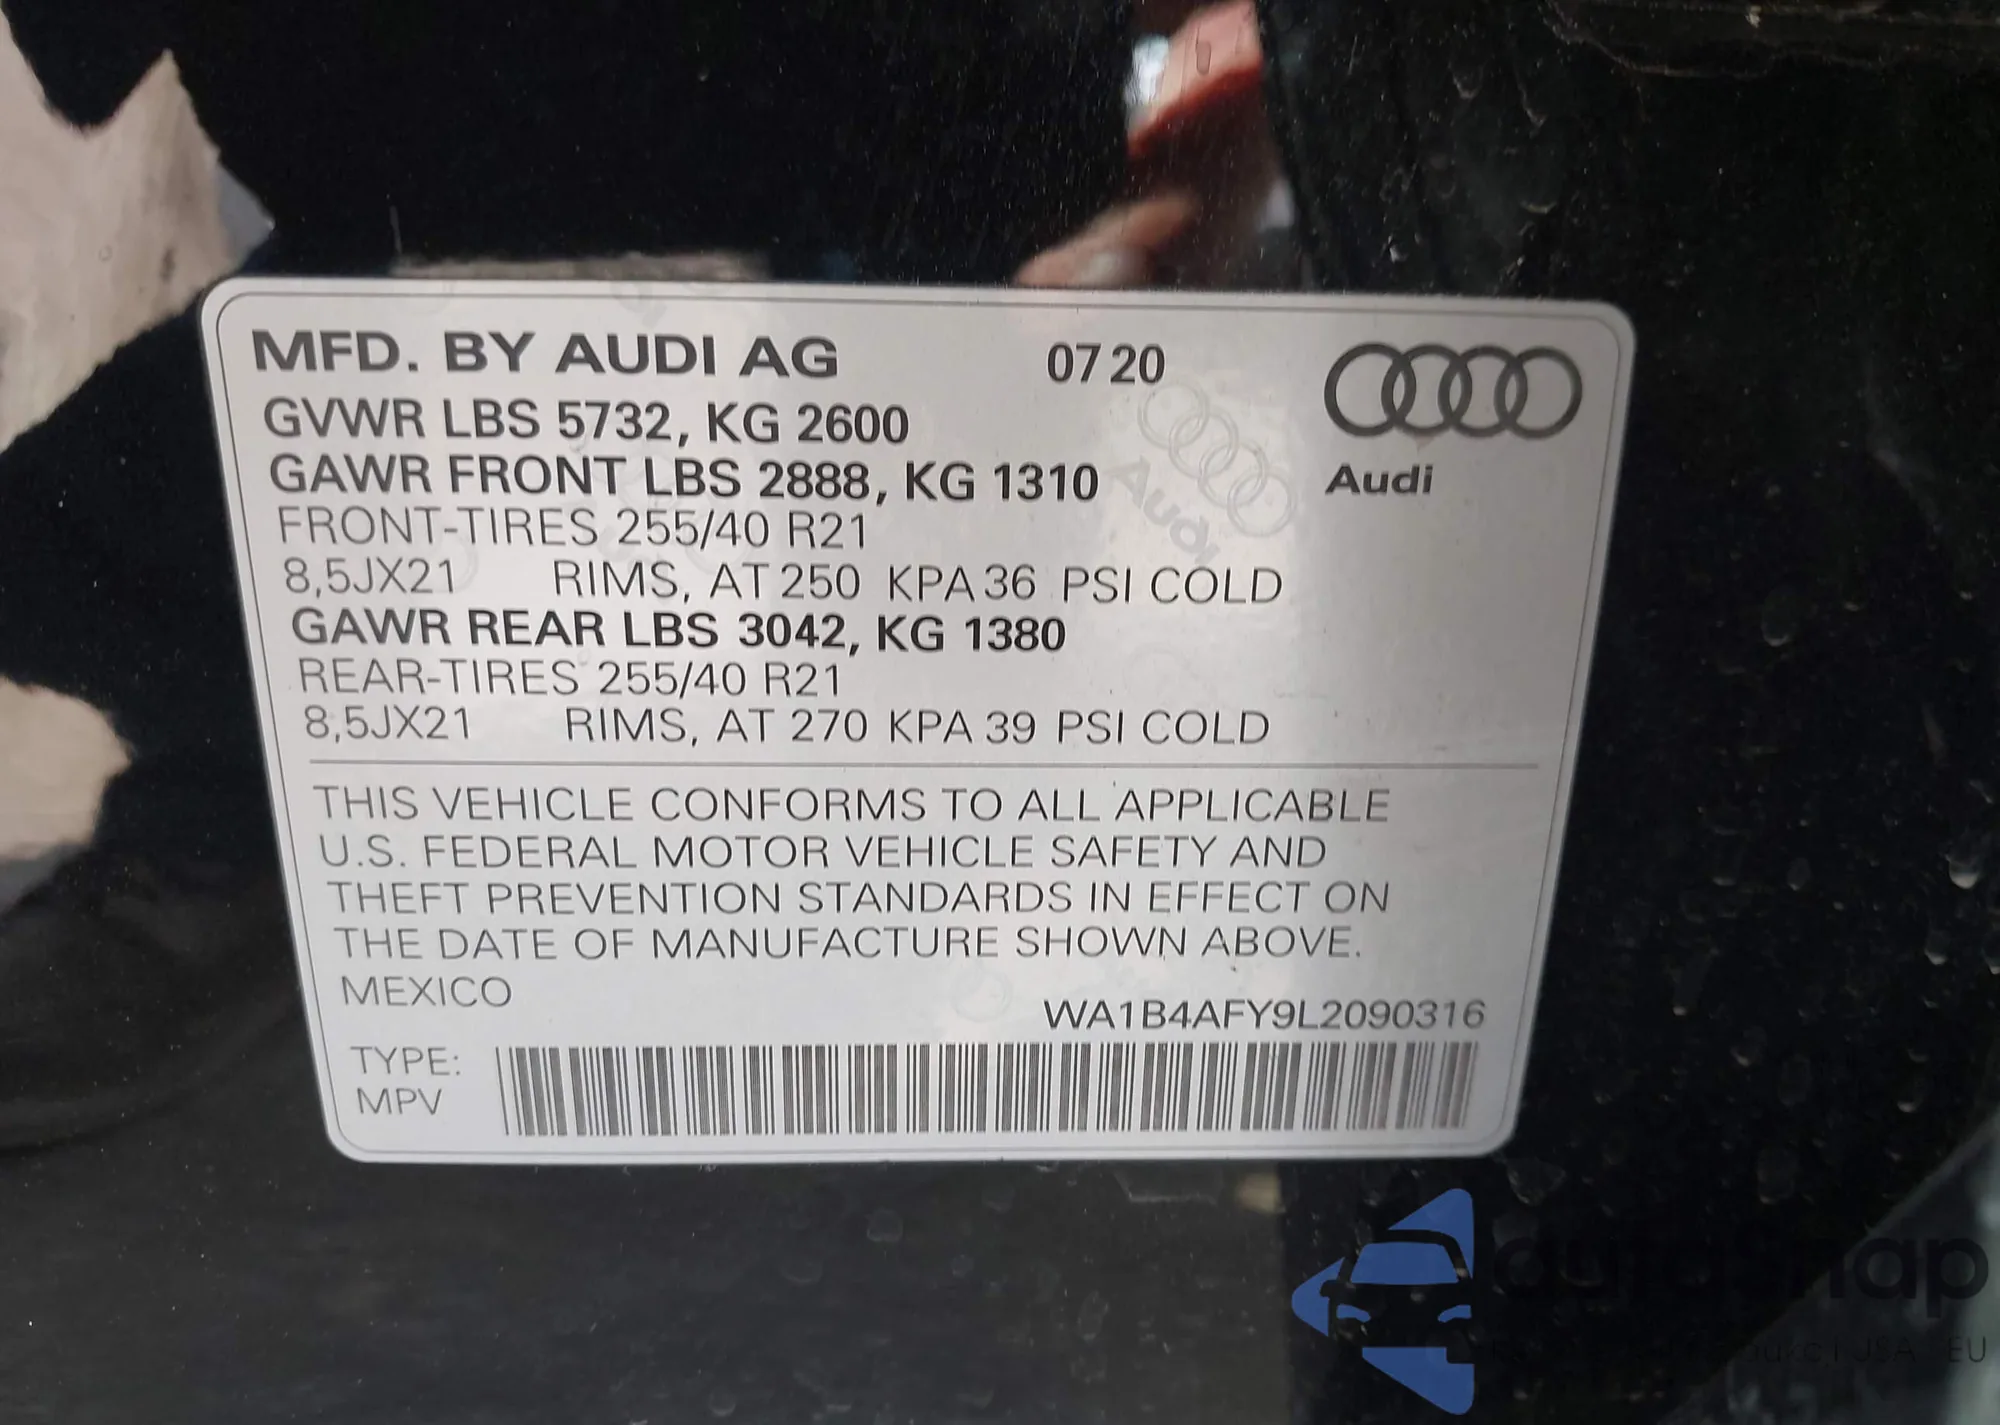 MFD. BY AUDI AG 07 20
GVWR LBS 5732, KG 2600
GAWR FRONT LBS 2888, KG 1310
Audi
FRONT-TIRES 255/40 R21
8,5JX21 RIMS, AT 250 KPA 36 PSI COLD
GAWR REAR LBS 3042, KG 1380
REAR-TIRES 255/40 R21
8,5JX21 RIMS, AT 270 KPA 39 PSI COLD
THIS VEHICLE CONFORMS TO ALL APPLICABLE
U.S. FEDERAL MOTOR VEHICLE SAFETY AND
THEFT PREVENTION STANDARDS IN EFFECT ON
THE DATE OF MANUFACTURE SHOWN ABOVE.
MEXICO
WA1B4AFY9L2090316
TYPE:
MPV
EU